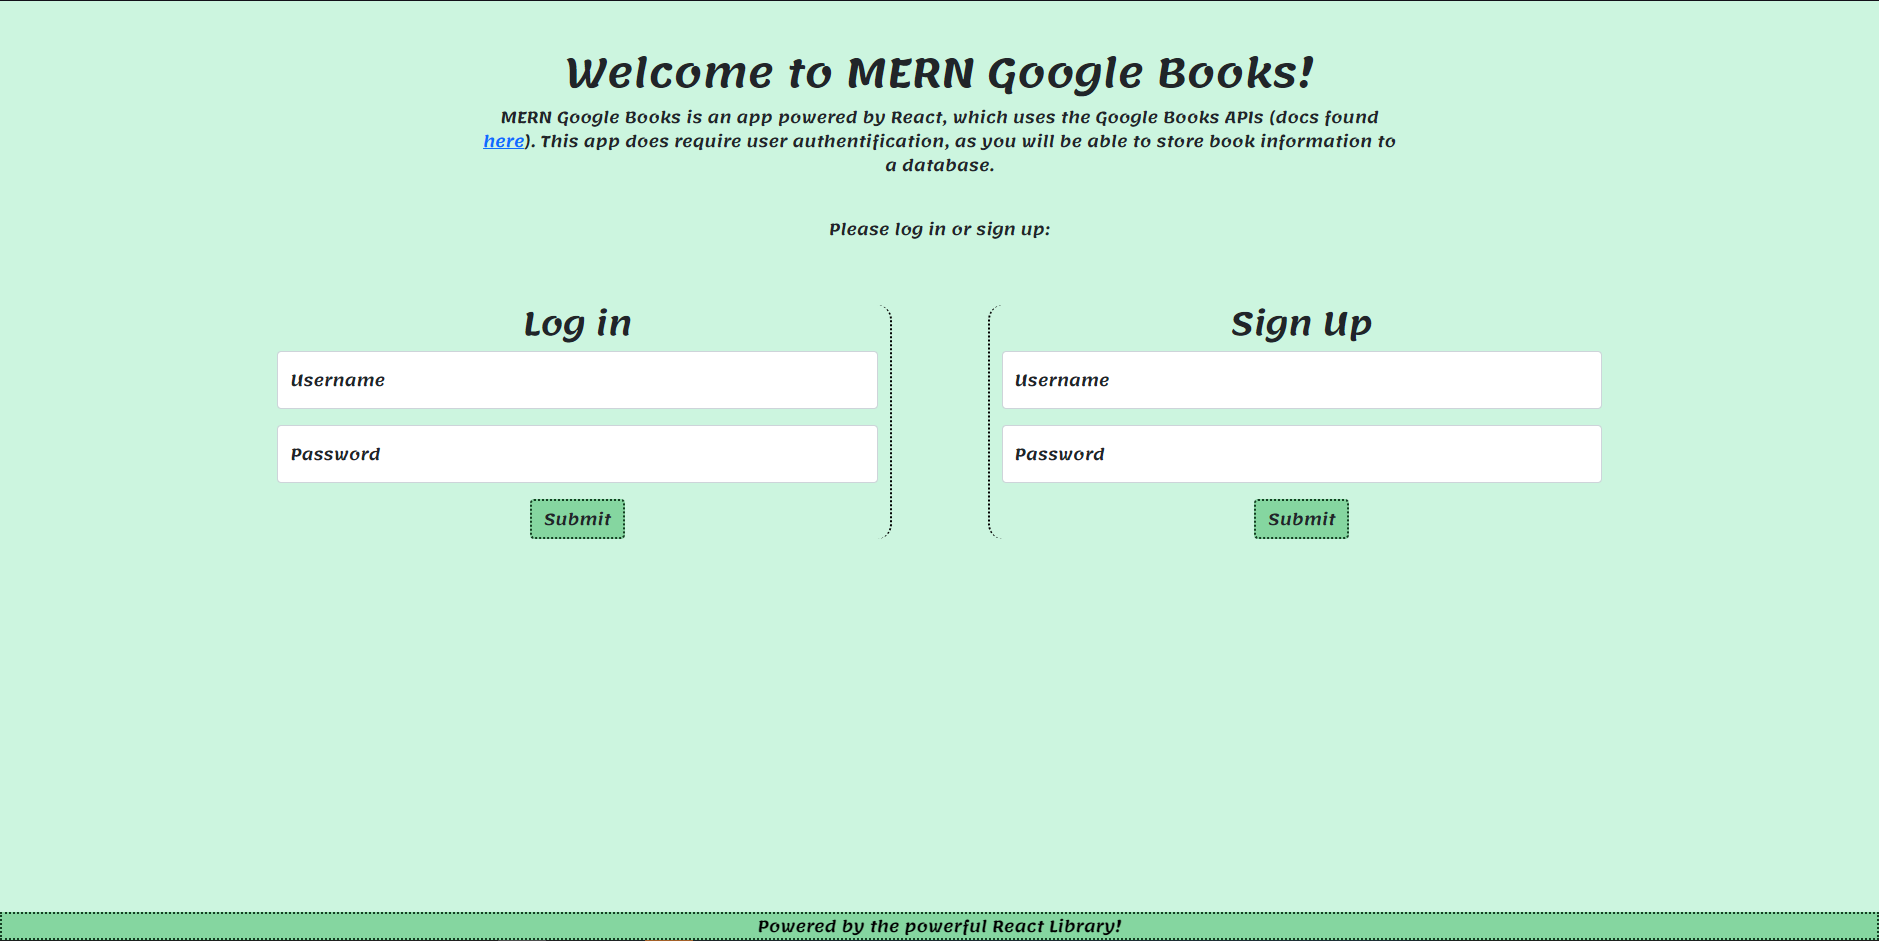 Welcome to MERN Google Books!
MERN Google Books is an app powered by React, which uses the Google Books APIs (docs found
here). This app does require user authentification, as you will be able to store book information to
a database.
Please log in or sign up:
Log in
Username
Password
Submit
Sign Up
Username
Password
Submit
Powered by the powerful React Library!